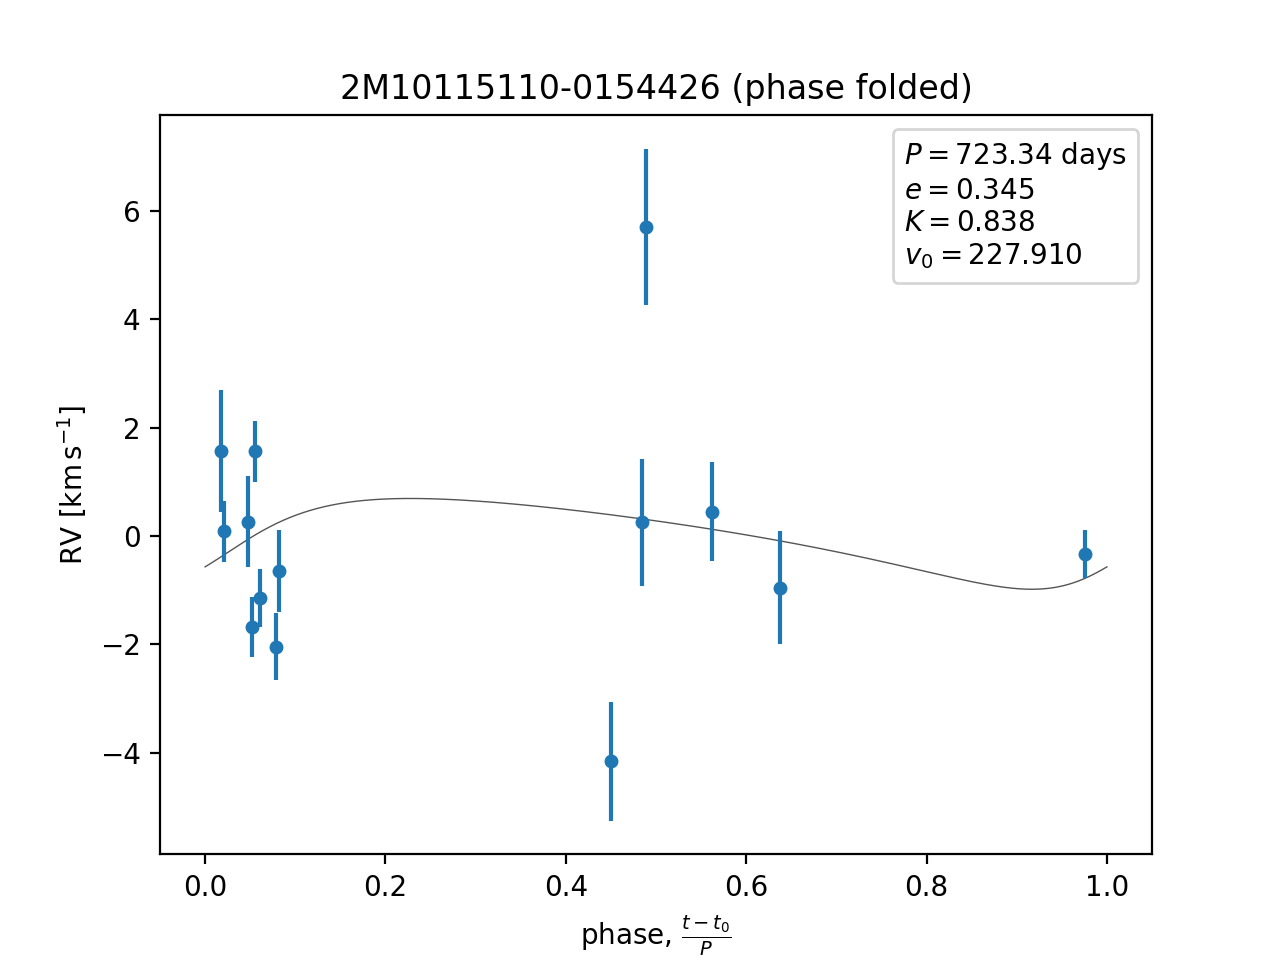 2M10115110-0154426 (phase folded)
P = 723.34 days
e = 0.345
K = 0.838
v₀ = 227.910
6
4
2
0
−2
−4
RV [km s⁻¹]
0.0 0.2 0.4 0.6 0.8 1.0
phase, (t − t₀)/P